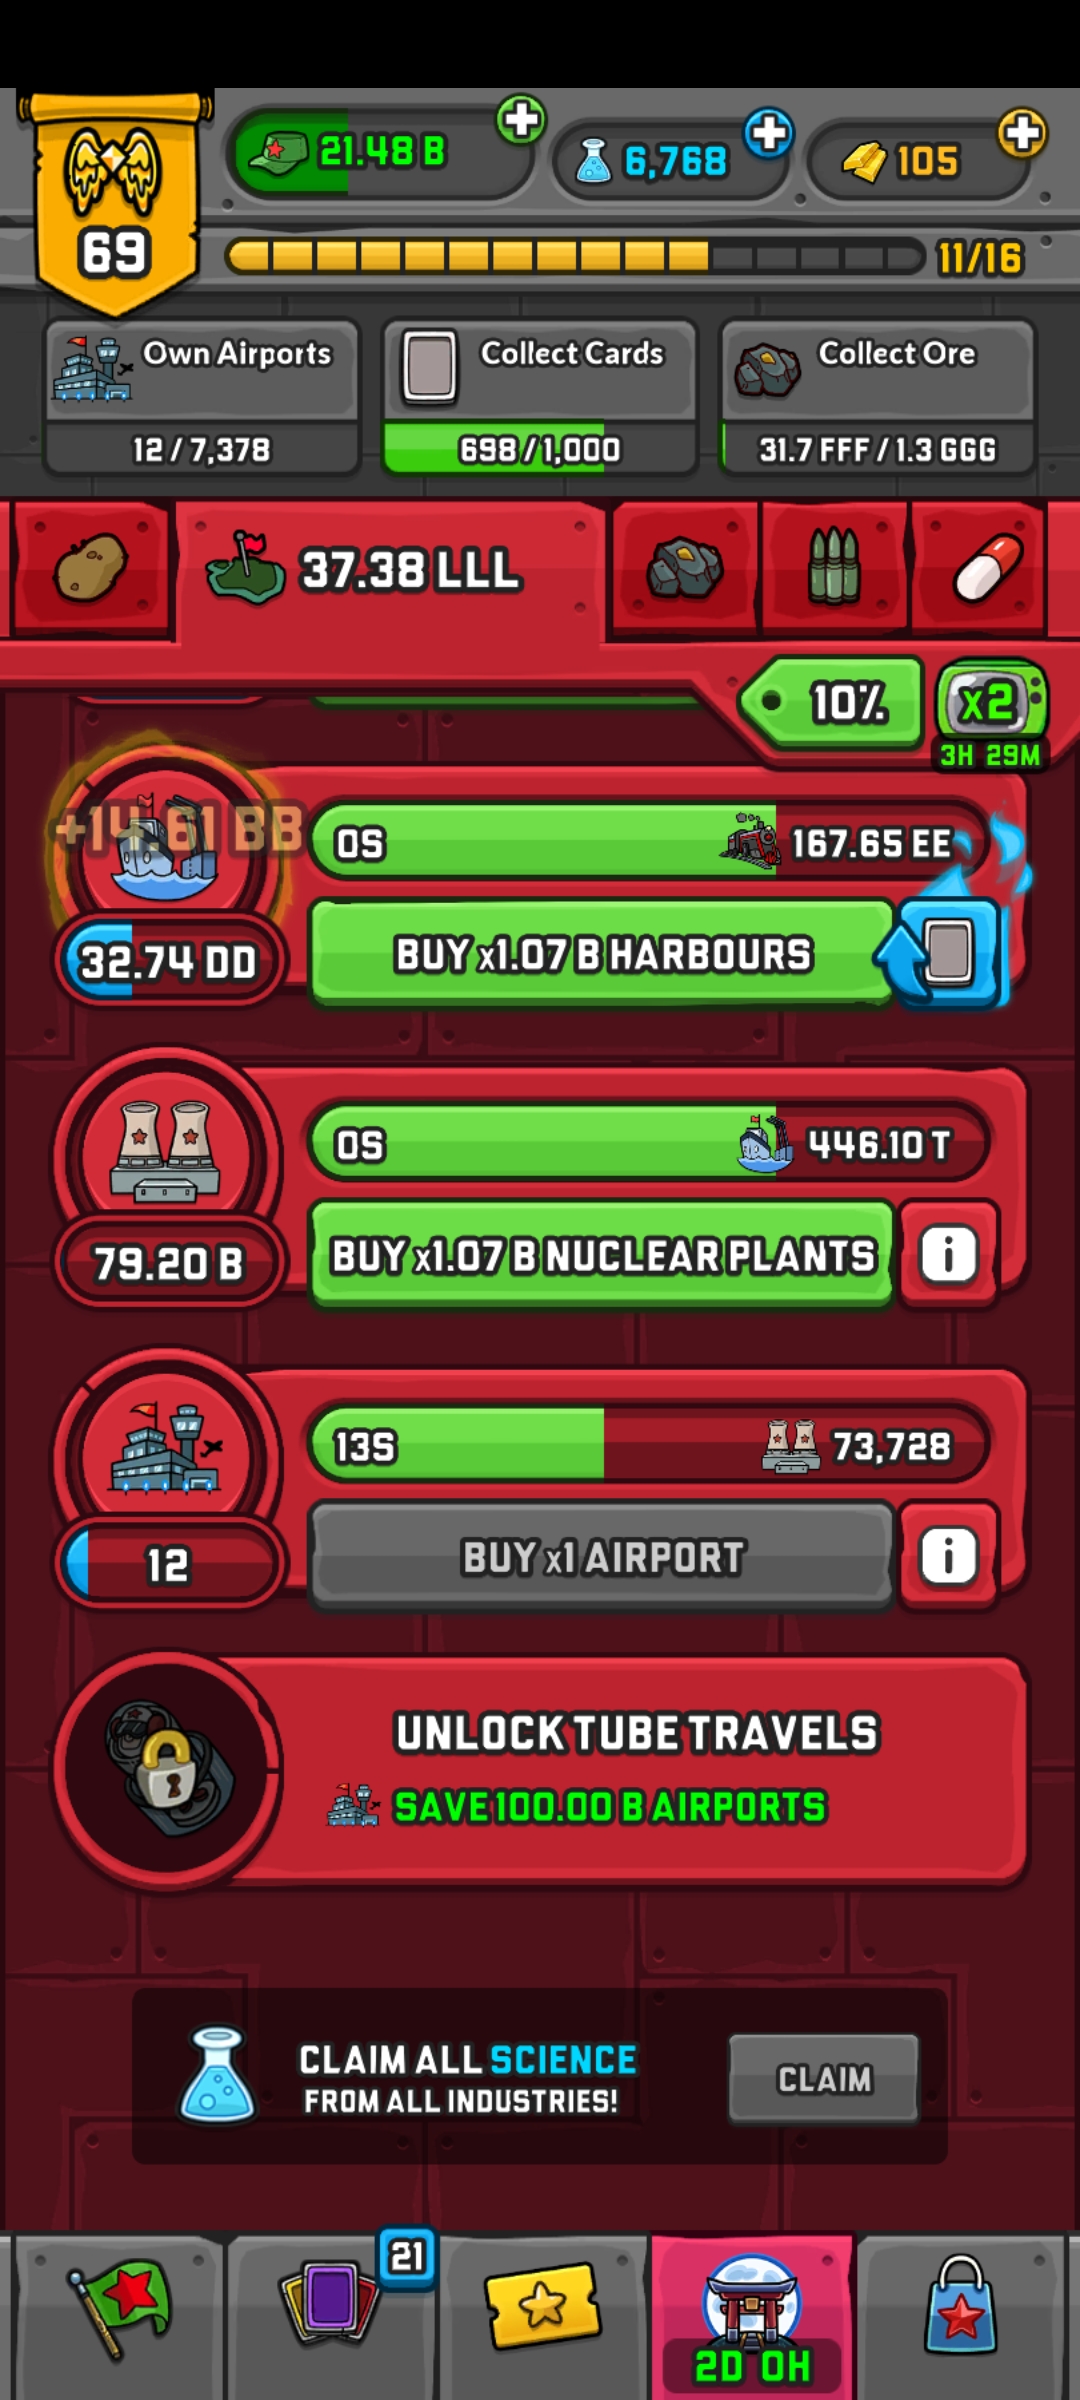 69
21.48 B
6,768
105
11/16
Own Airports
12 / 7,378
Collect Cards
698 / 1,000
Collect Ore
31.7 FFF / 1.3 GGG
37.38 LLL
10%
x2
3H 29M
+14.61 BB
0S
167.65 EE
32.74 DD
BUY x1.07 B HARBOURS
0S
446.10 T
79.20 B
BUY x1.07 B NUCLEAR PLANTS
i
13S
73,728
12
BUY x1 AIRPORT
i
UNLOCK TUBE TRAVELS
SAVE 100.00 B AIRPORTS
CLAIM ALL SCIENCE
FROM ALL INDUSTRIES!
CLAIM
21
2D 0H